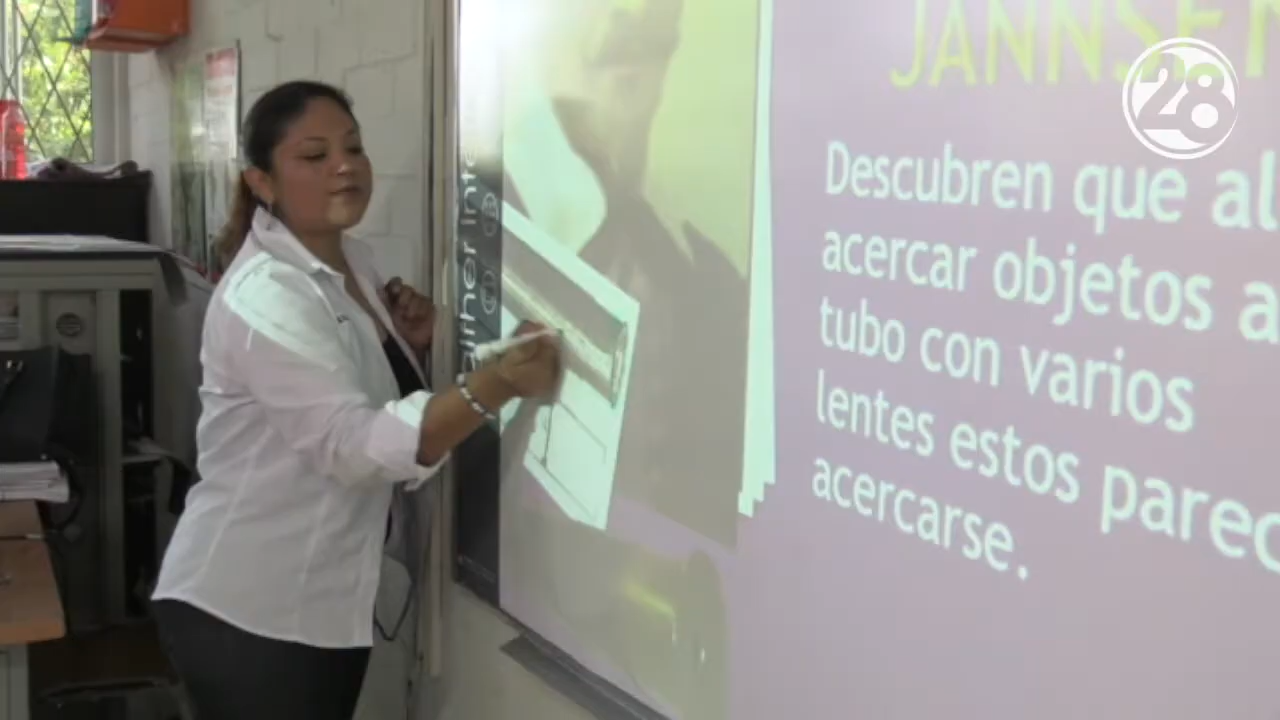 JANNSEN
28
Descubren que al
acercar objetos a
tubo con varios
lentes estos parec
acercarse.